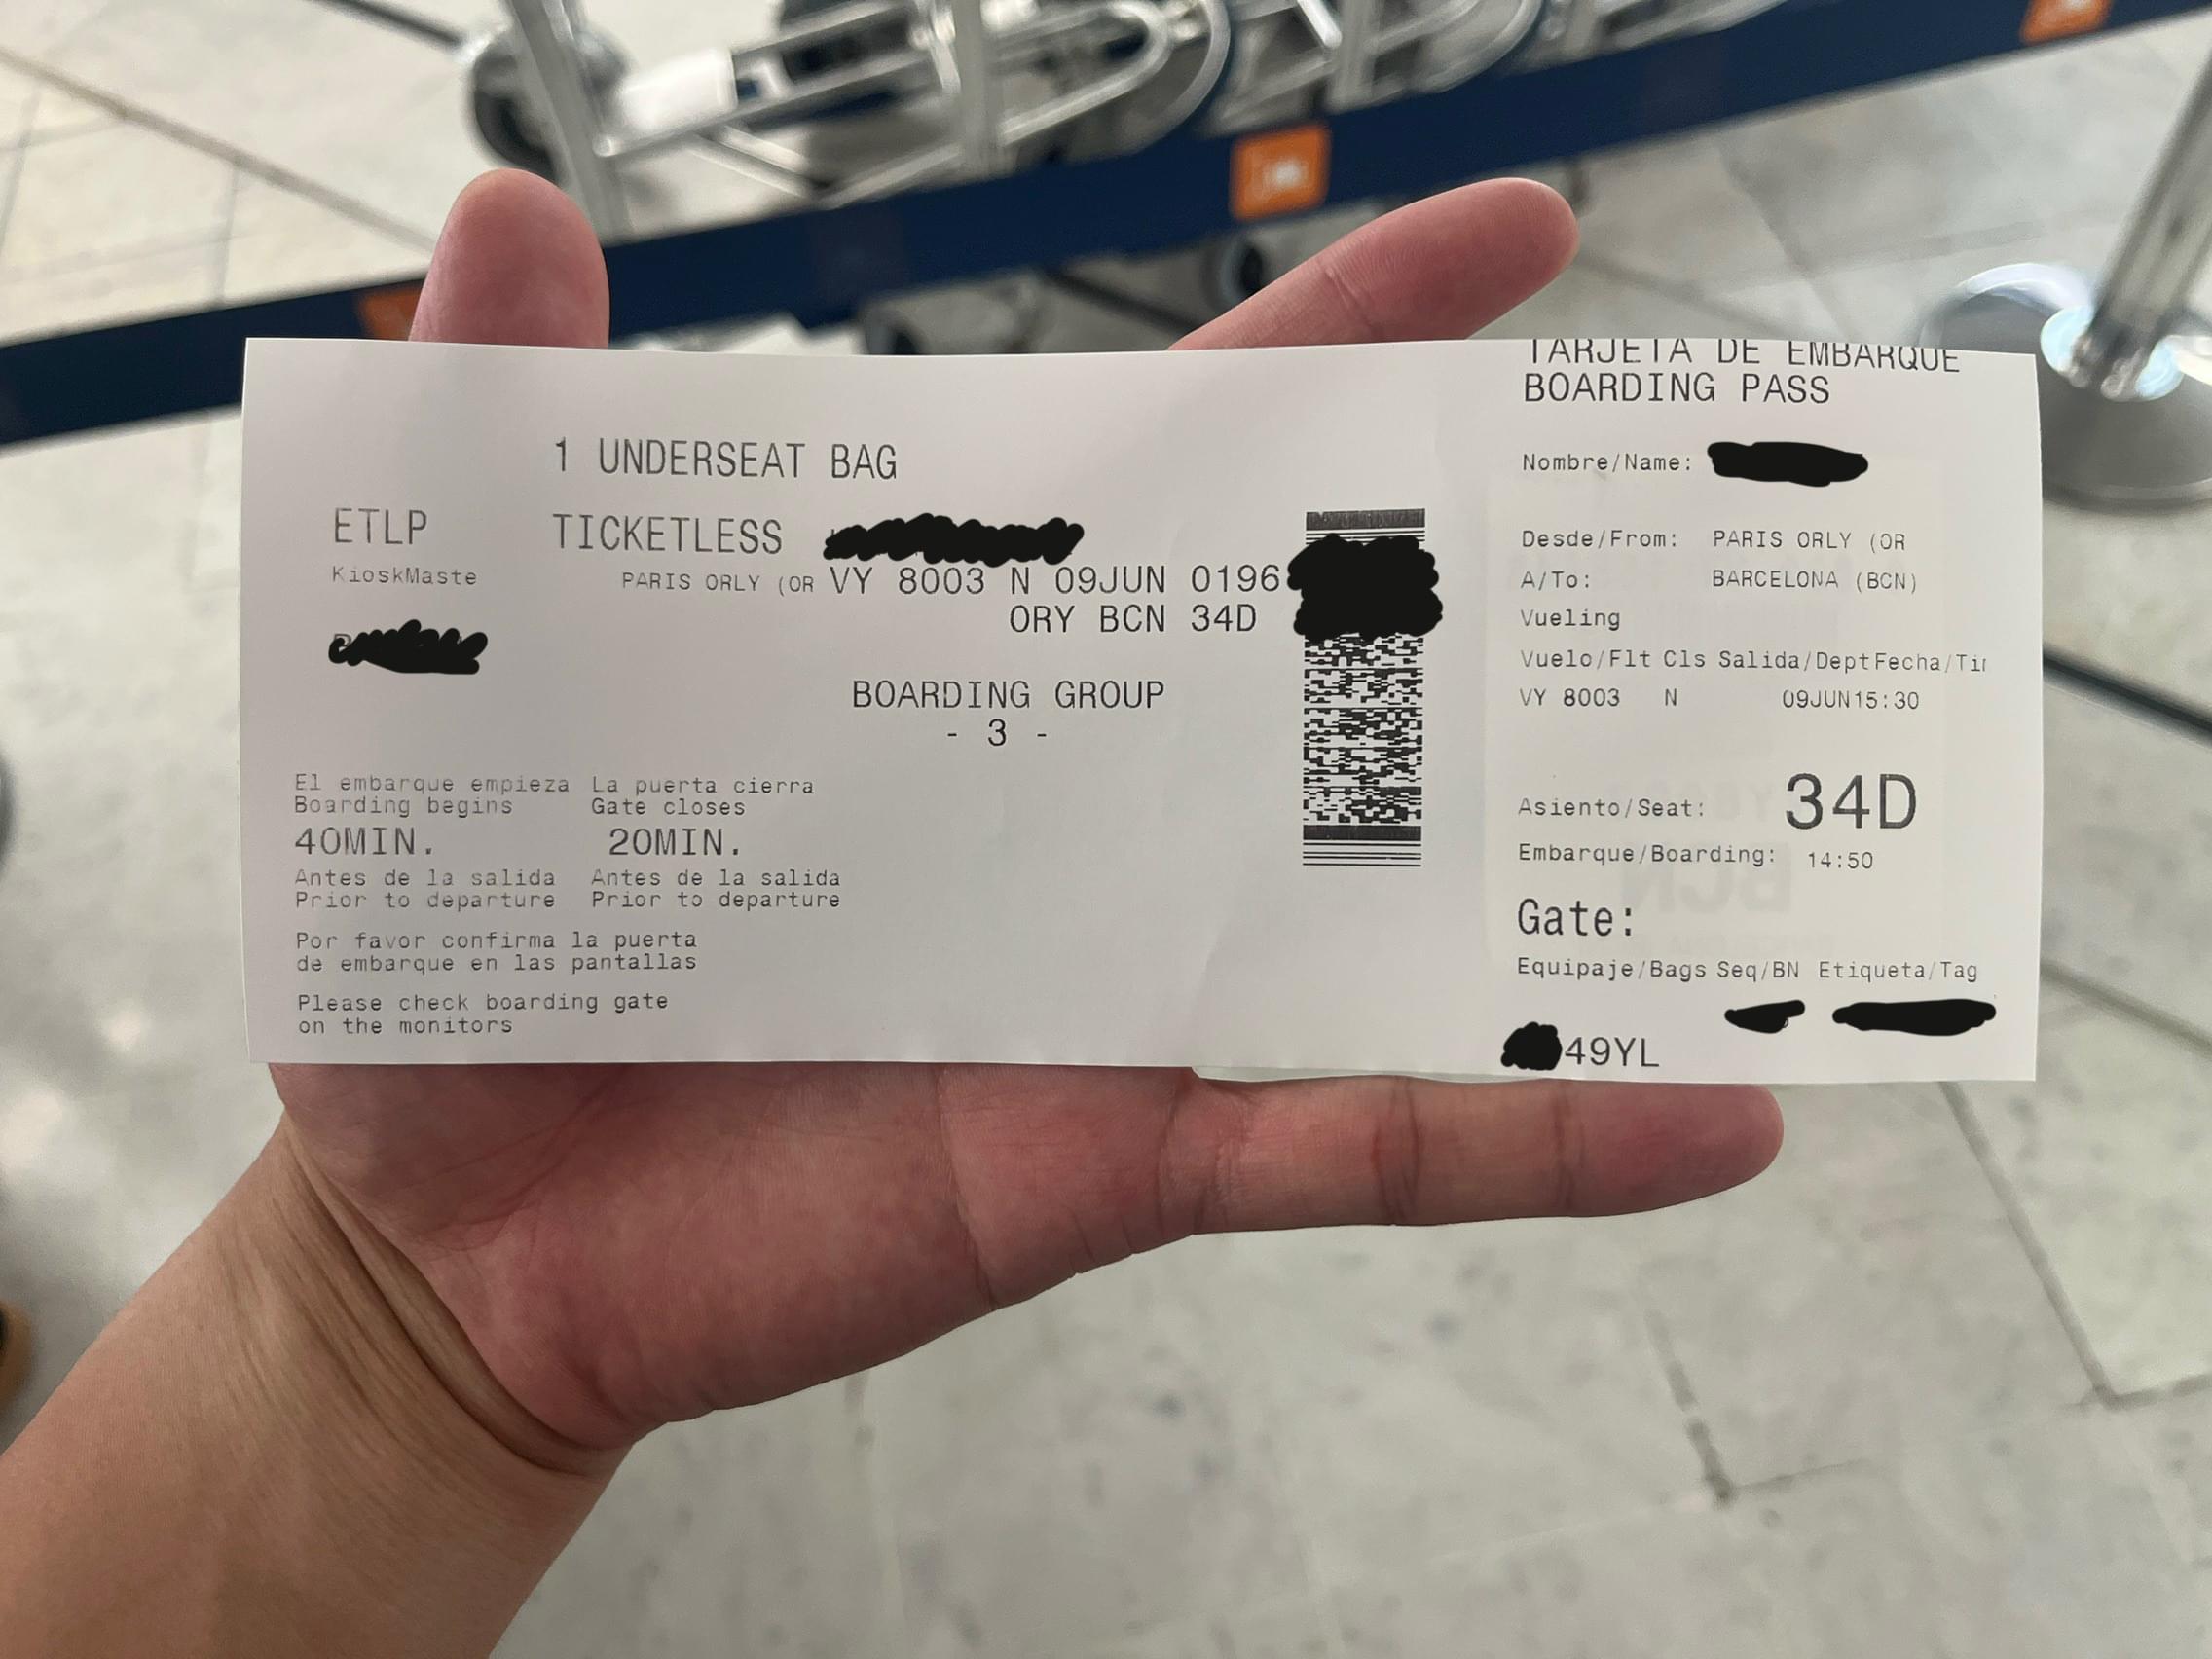 1 UNDERSEAT BAG
ETLP TICKETLESS
KioskMaste PARIS ORLY (OR VY 8003 N 09JUN 0196
ORY BCN 34D
BOARDING GROUP
- 3 -
El embarque empieza La puerta cierra
Boarding begins Gate closes
40MIN. 20MIN.
Antes de la salida Antes de la salida
Prior to departure Prior to departure
Por favor confirma la puerta
de embarque en las pantallas
Please check boarding gate
on the monitors
TARJETA DE EMBARQUE
BOARDING PASS
Nombre/Name:
Desde/From: PARIS ORLY (OR
A/To: BARCELONA (BCN)
Vueling
Vuelo/Flt Cls Salida/Dept Fecha/Ti
VY 8003 N 09JUN 15:30
Asiento/Seat: 34D
Embarque/Boarding: 14:50
Gate:
Equipaje/Bags Seq/BN Etiqueta/Tag
49YL